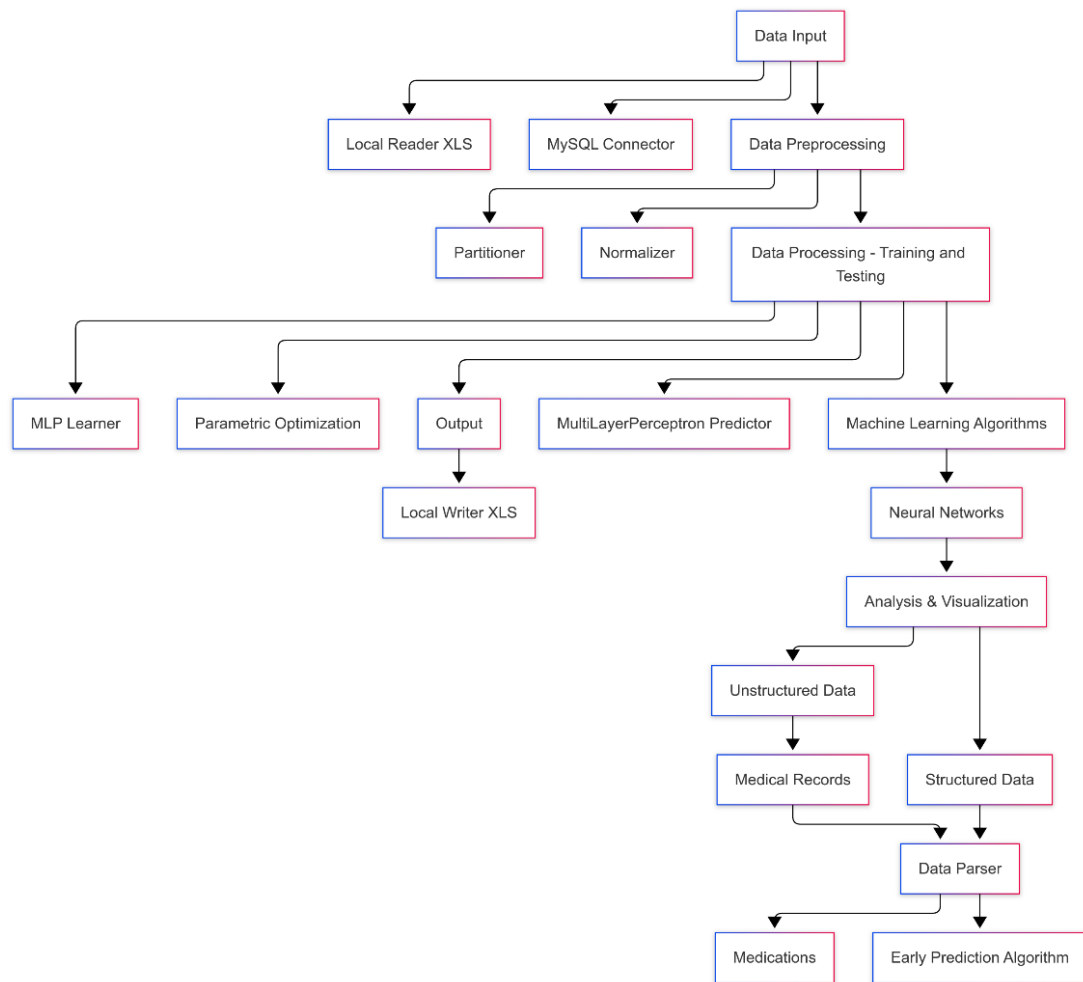 Data Input
Local Reader XLS
MySQL Connector
Data Preprocessing
Partitioner
Normalizer
Data Processing - Training and
Testing
MLP Learner
Parametric Optimization
Output
MultiLayerPerceptron Predictor
Machine Learning Algorithms
Local Writer XLS
Neural Networks
Analysis & Visualization
Unstructured Data
Medical Records
Structured Data
Data Parser
Medications
Early Prediction Algorithm